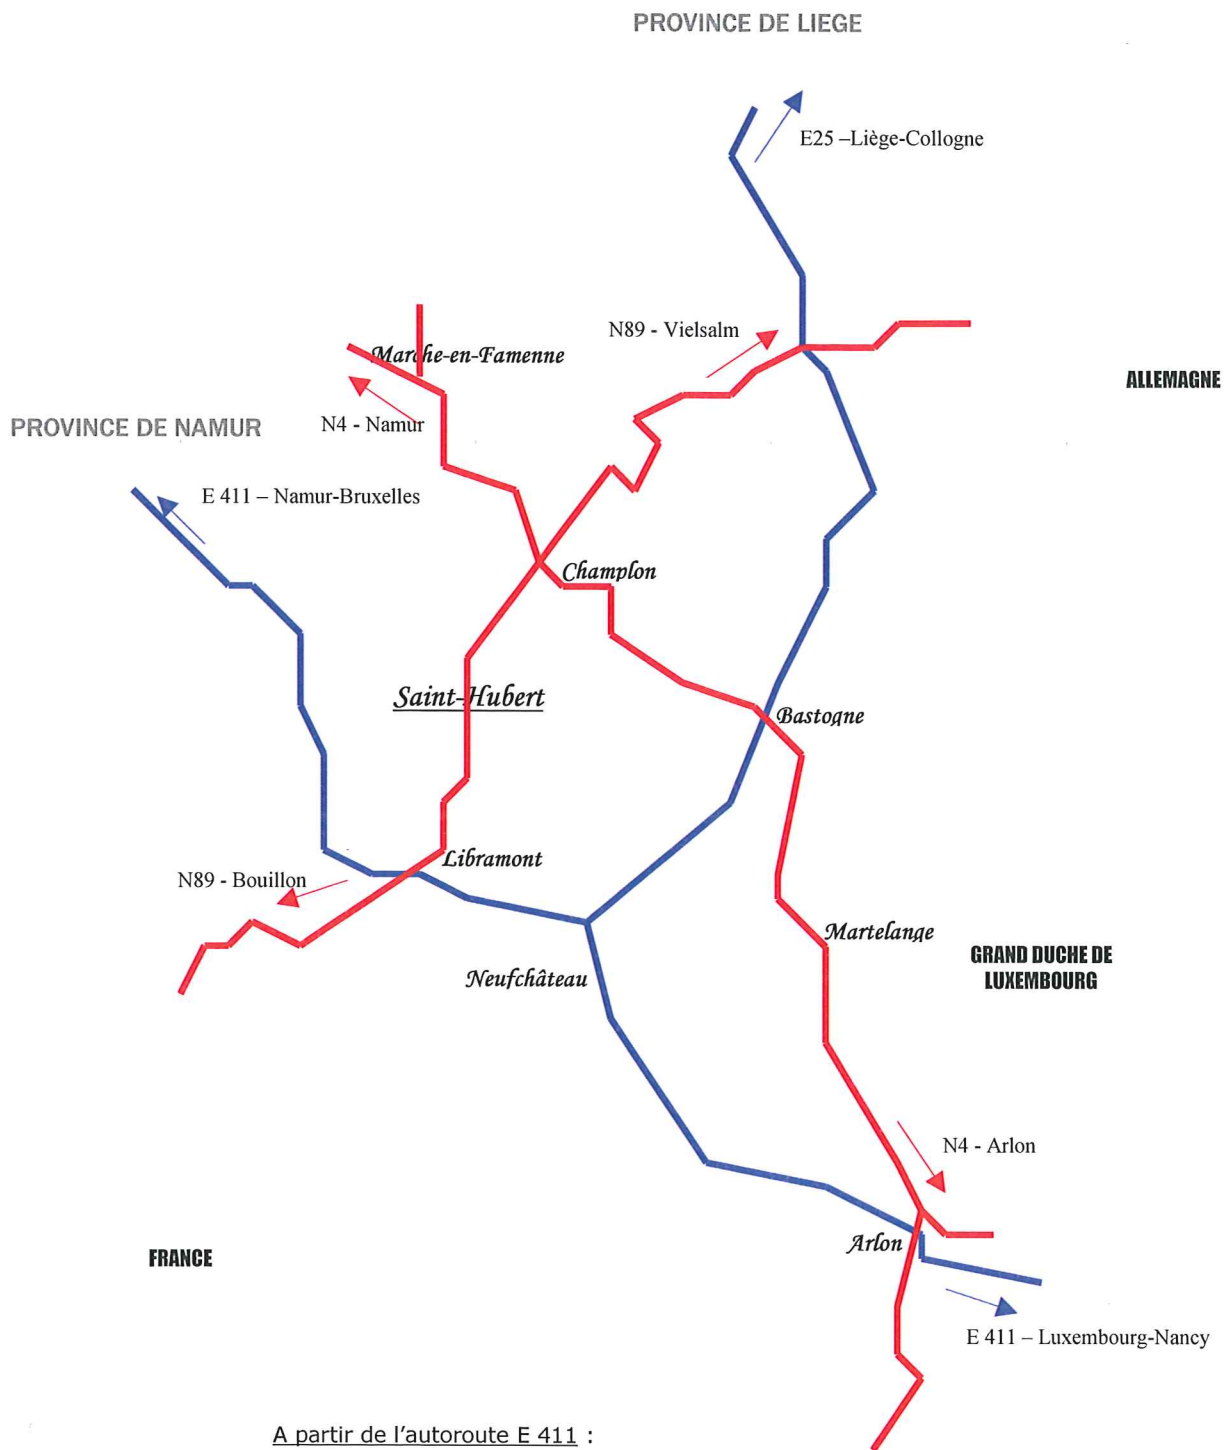 PROVINCE DE LIEGE
E25 –Liège-Collogne
N89 - Vielsalm
Marche-en-Famenne
ALLEMAGNE
N4 - Namur
PROVINCE DE NAMUR
E 411 – Namur-Bruxelles
Champlon
Saint-Hubert
Bastogne
Libramont
N89 - Bouillon
Martelange
GRAND DUCHE DE
LUXEMBOURG
Neufchâteau
N4 - Arlon
Arlon
FRANCE
E 411 – Luxembourg-Nancy
A partir de l'autoroute E 411 :